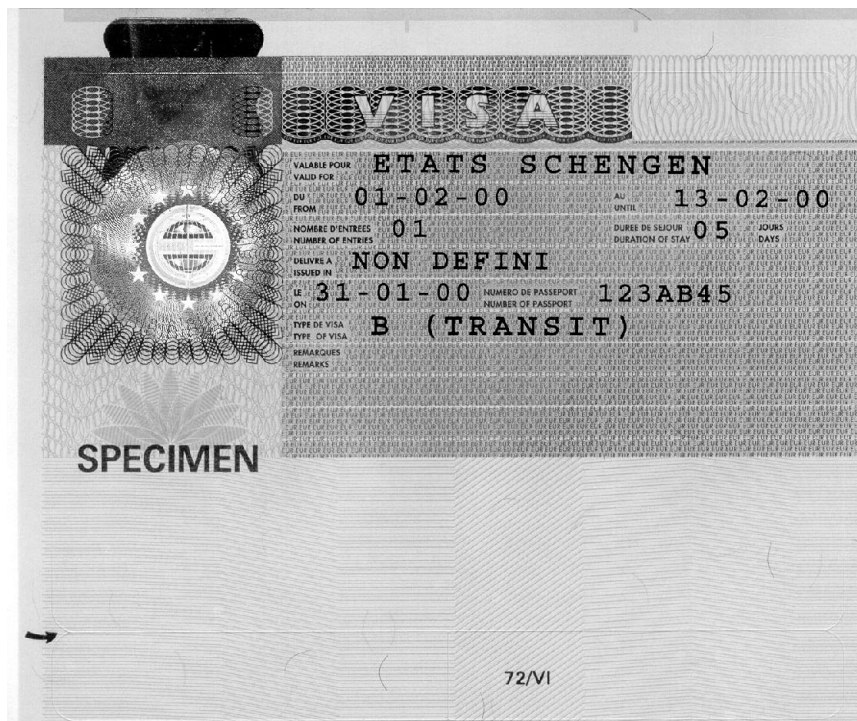 VISA
VALABLE POUR ETATS SCHENGEN
VALID FOR
DU 01-02-00 AU 13-02-00
FROM UNTIL
NOMBRE D'ENTREES 01 DUREE DE SEJOUR 05 JOURS
NUMBER OF ENTRIES DURATION OF STAY DAYS
DELIVRE A NON DEFINI
ISSUED IN
LE 31-01-00 NUMERO DE PASSEPORT 123AB45
ON NUMBER OF PASSPORT
TYPE DE VISA B (TRANSIT)
TYPE OF VISA
REMARQUES
REMARKS
SPECIMEN
72/VI